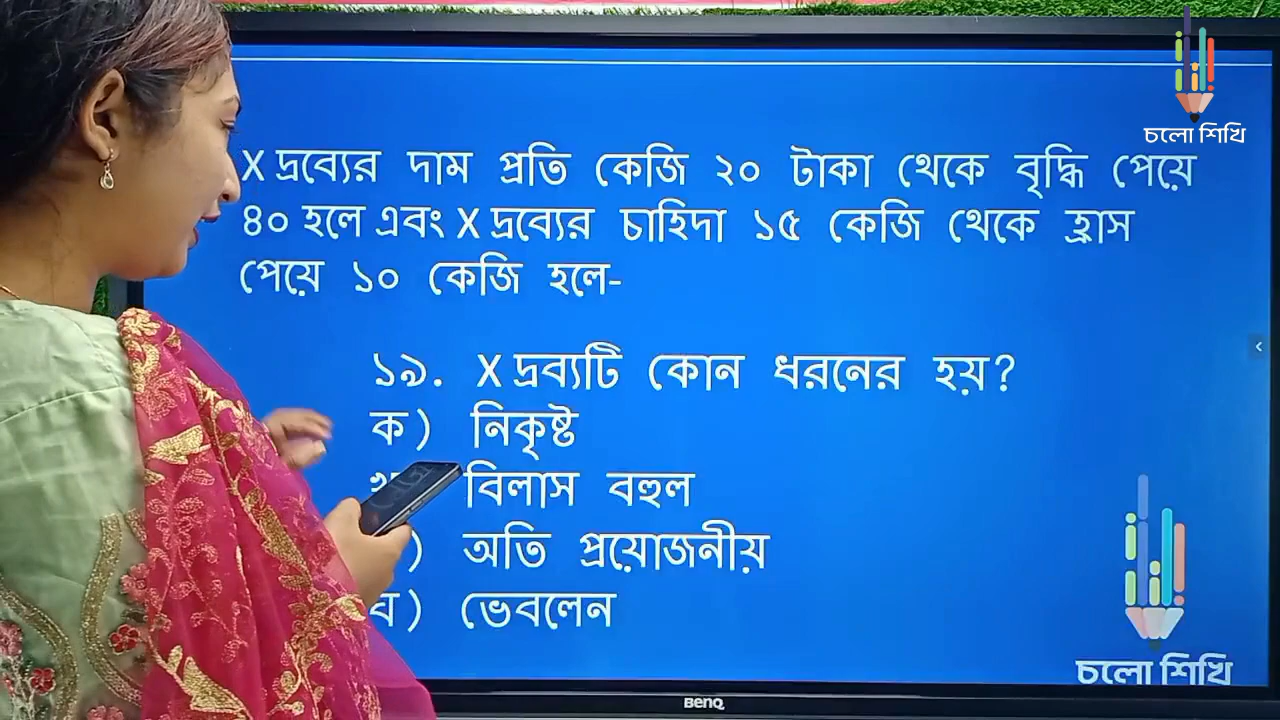 চলো শিখি
X দ্রব্যের দাম প্রতি কেজি ২০ টাকা থেকে বৃদ্ধি পেয়ে
৪০ হলে এবং X দ্রব্যের চাহিদা ১৫ কেজি থেকে হ্রাস
পেয়ে ১০ কেজি হলে-
১৯. X দ্রব্যটি কোন ধরনের হয়?
ক) নিকৃষ্ট
বিলাস বহুল
) অতি প্রয়োজনীয়
ঘ) ভেবলেন
চলো শিখি
BenQ